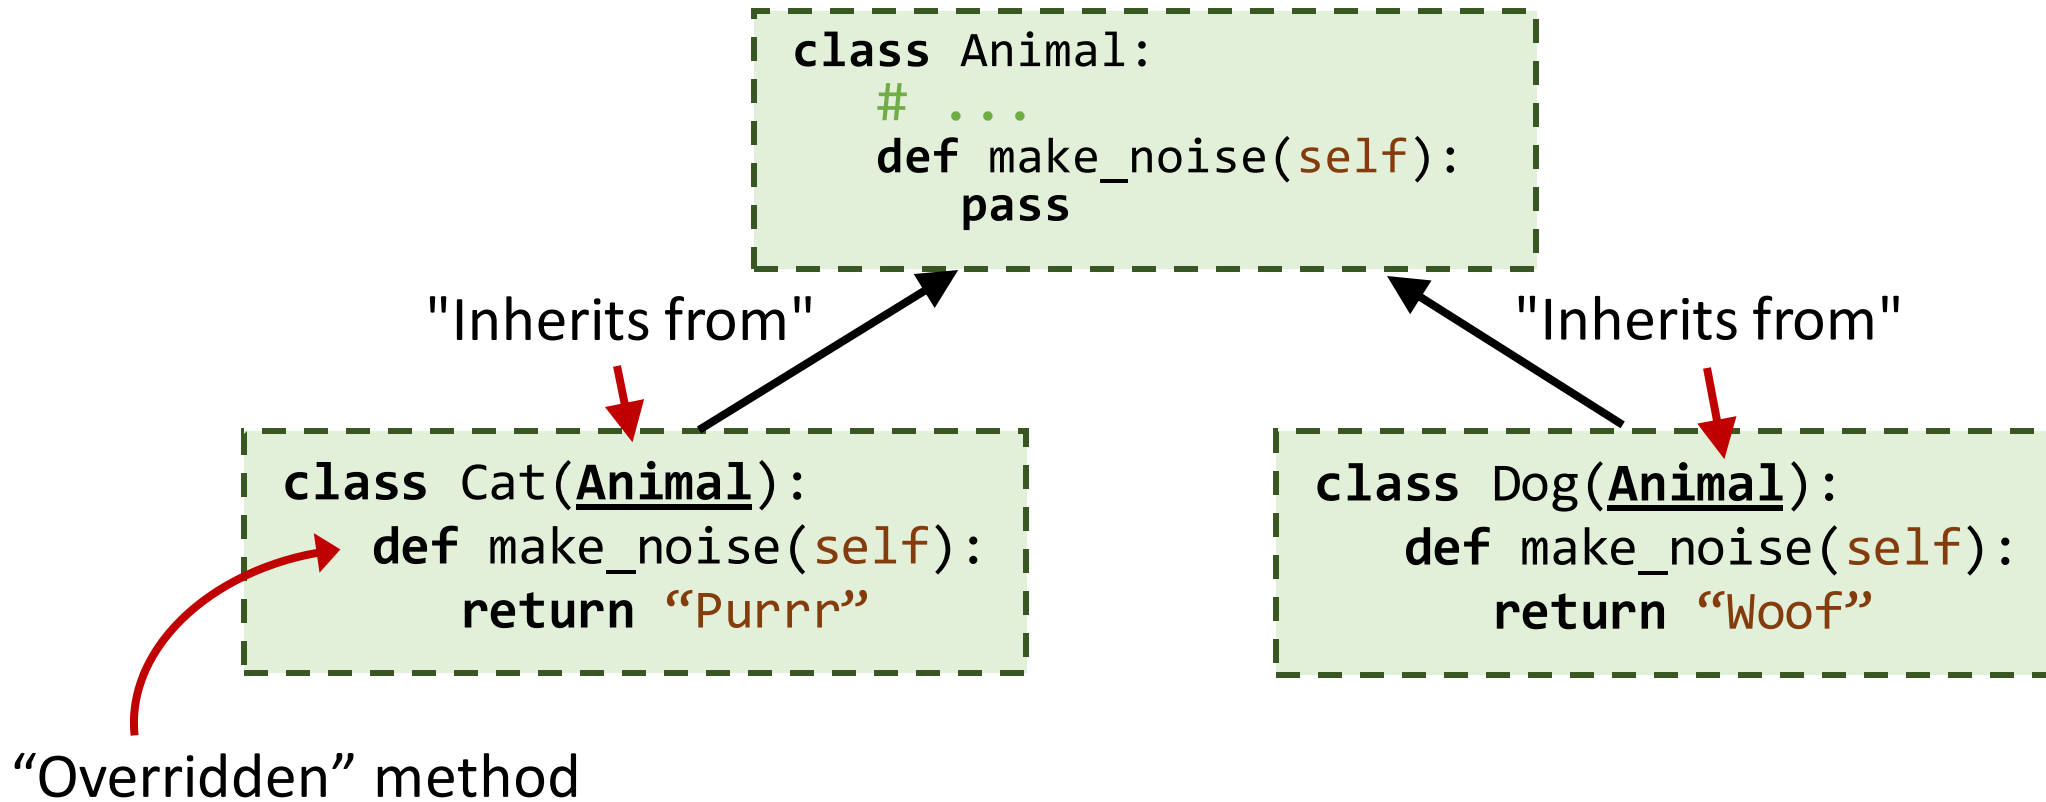 class Animal:
# ...
def make_noise(self):
pass
"Inherits from"
"Inherits from"
class Cat(Animal):
def make_noise(self):
return “Purrr”
class Dog(Animal):
def make_noise(self):
return “Woof”
“Overridden” method